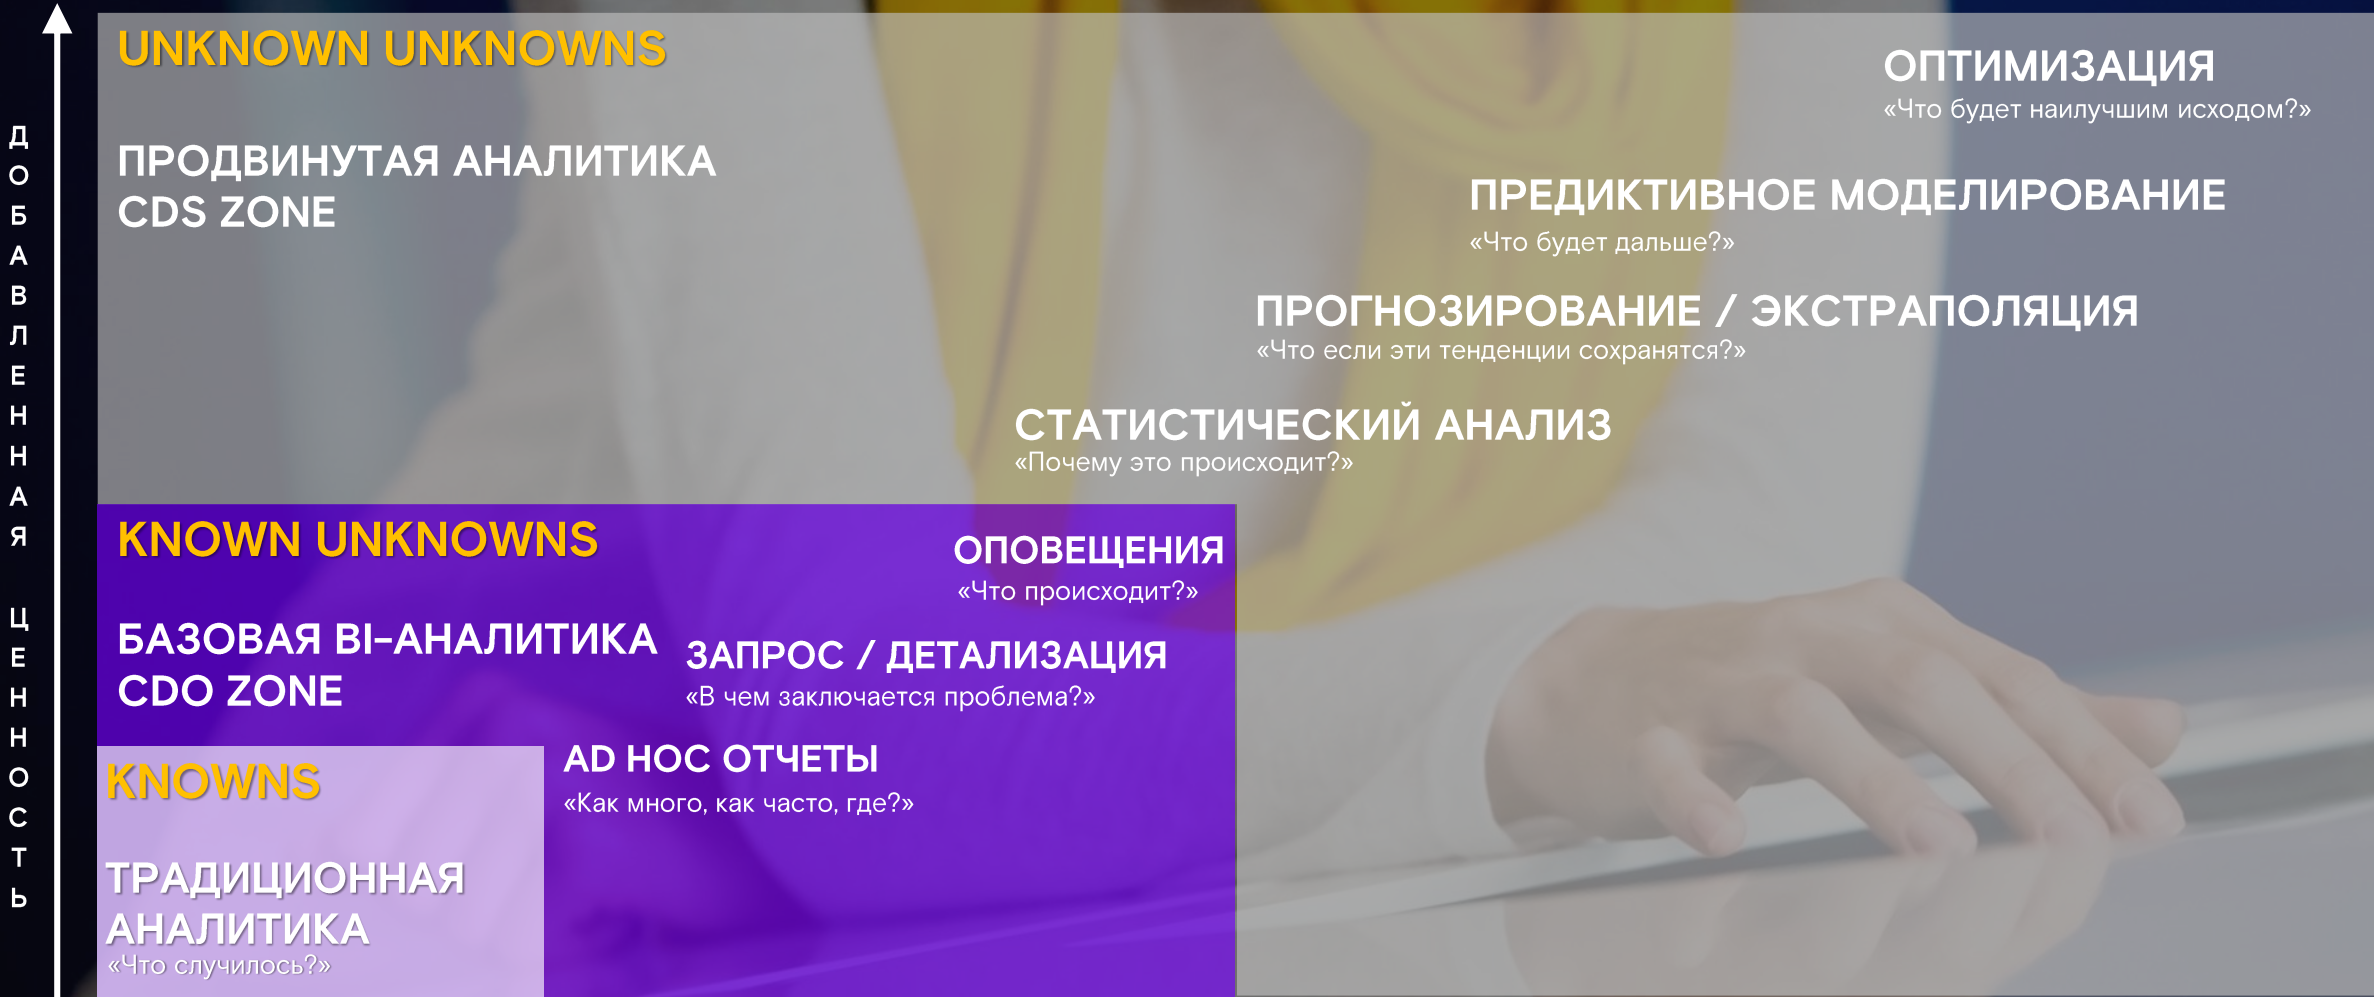 ДОБАВЛЕННАЯ ЦЕННОСТЬ
UNKNOWN UNKNOWNS
ПРОДВИНУТАЯ АНАЛИТИКА
CDS ZONE
ОПТИМИЗАЦИЯ
«Что будет наилучшим исходом?»
ПРЕДИКТИВНОЕ МОДЕЛИРОВАНИЕ
«Что будет дальше?»
ПРОГНОЗИРОВАНИЕ / ЭКСТРАПОЛЯЦИЯ
«Что если эти тенденции сохранятся?»
СТАТИСТИЧЕСКИЙ АНАЛИЗ
«Почему это происходит?»
KNOWN UNKNOWNS
БАЗОВАЯ BI-АНАЛИТИКА
CDO ZONE
ОПОВЕЩЕНИЯ
«Что происходит?»
ЗАПРОС / ДЕТАЛИЗАЦИЯ
«В чем заключается проблема?»
AD HOC ОТЧЕТЫ
«Как много, как часто, где?»
KNOWNS
ТРАДИЦИОННАЯ
АНАЛИТИКА
«Что случилось?»